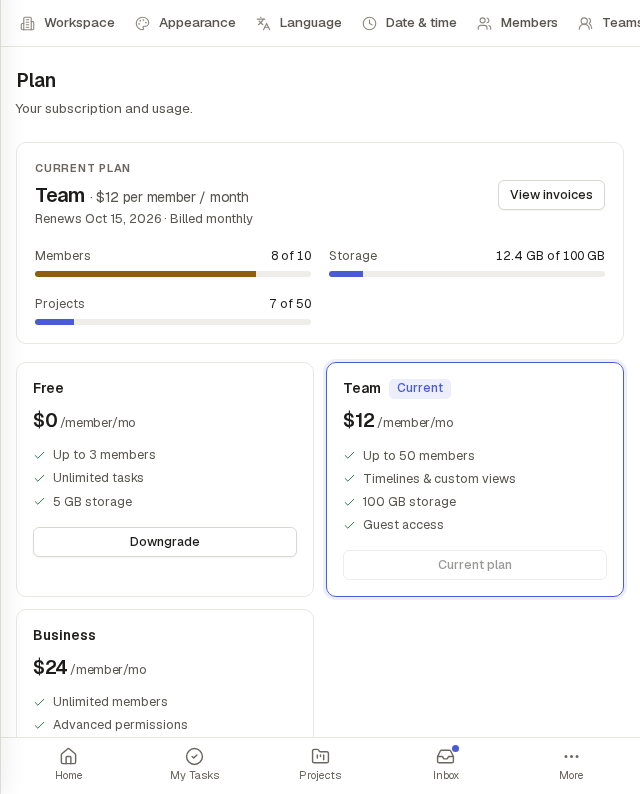 Workspace Appearance Language Date & time Members Teams
Plan
Your subscription and usage.
CURRENT PLAN
Team · $12 per member / month
Renews Oct 15, 2026 · Billed monthly
View invoices
Members 8 of 10
Storage 12.4 GB of 100 GB
Projects 7 of 50
Free
$0 /member/mo
Up to 3 members
Unlimited tasks
5 GB storage
Downgrade
Team Current
$12 /member/mo
Up to 50 members
Timelines & custom views
100 GB storage
Guest access
Current plan
Business
$24 /member/mo
Unlimited members
Advanced permissions
Home My Tasks Projects Inbox More